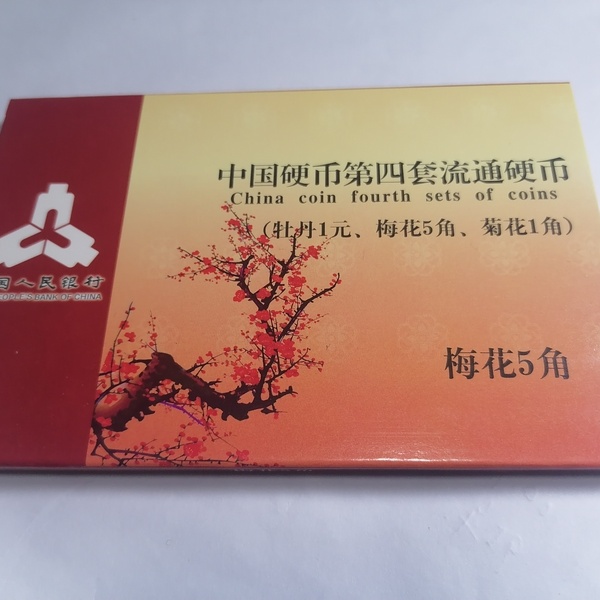 中国硬币第四套流通硬币
China coin fourth sets of coins
（牡丹1元、梅花5角、菊花1角）
国人民银行
PEOPLE'S BANK OF CHINA
梅花5角